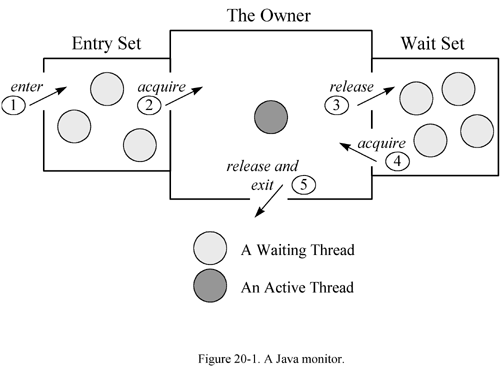 The Owner
Entry Set
Wait Set
enter
1
acquire
2
release
3
acquire
4
release and
exit
5
A Waiting Thread
An Active Thread
Figure 20-1. A Java monitor.